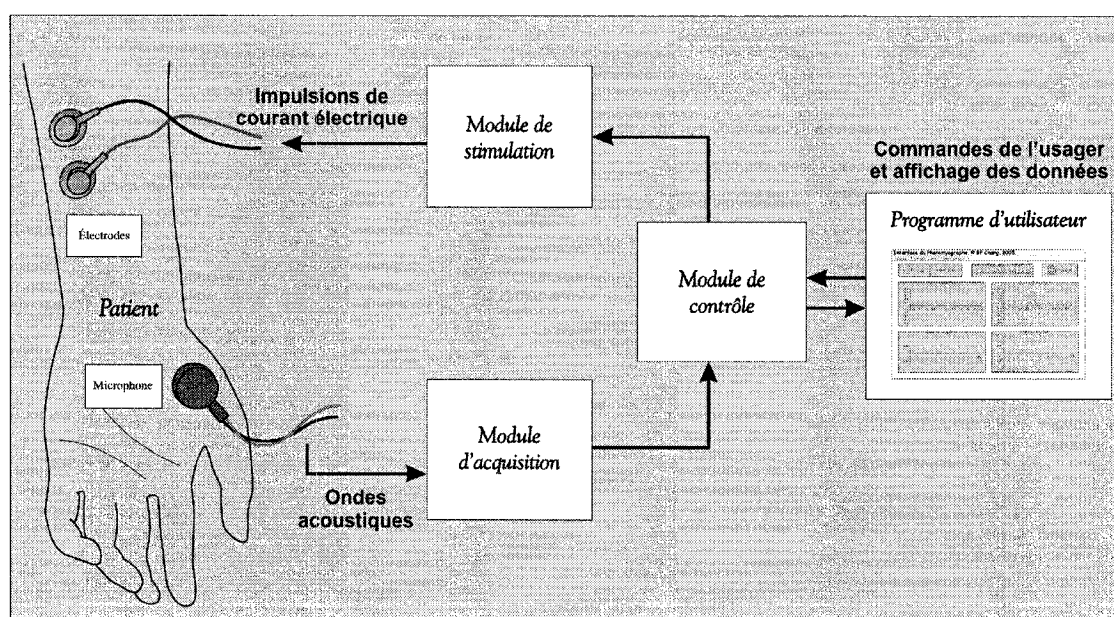 Impulsions de
courant électrique
Module de
stimulation
Commandes de l'usager
et affichage des données
Programme d'utilisateur
Électrodes
Module de
contrôle
Patient
Microphone
Module
d'acquisition
Ondes
acoustiques